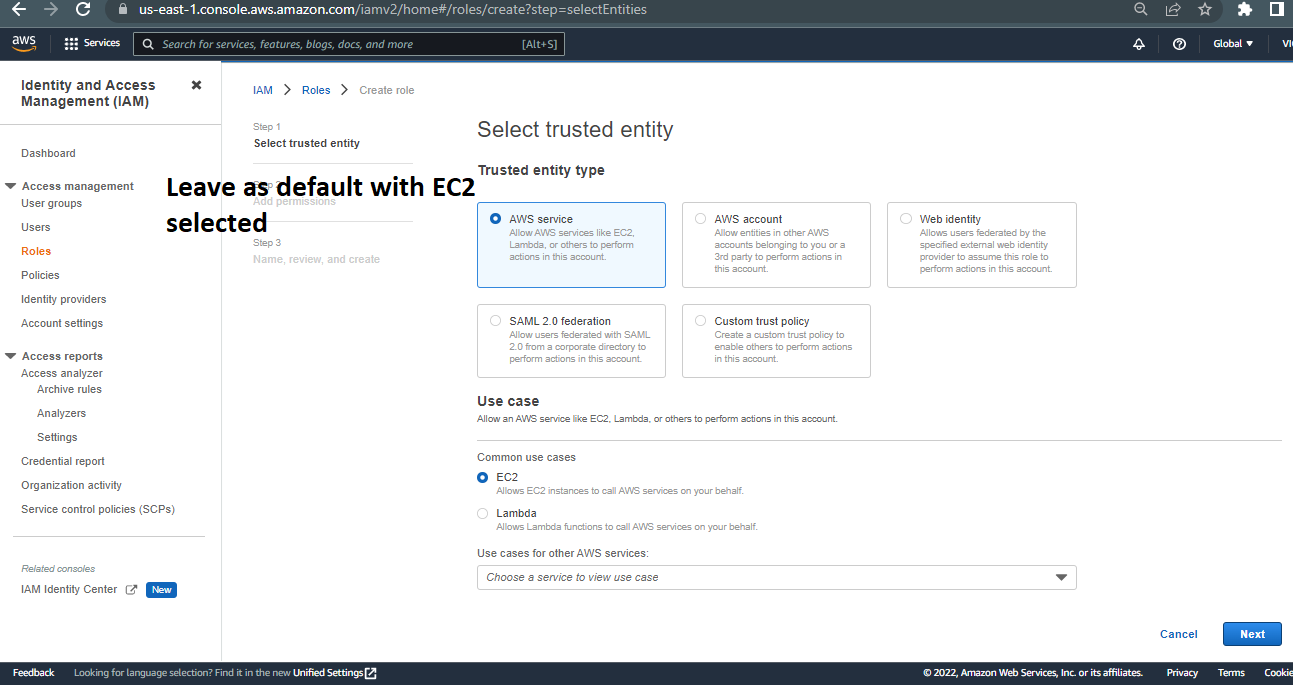 us-east-1.console.aws.amazon.com/iamv2/home#/roles/create?step=selectEntities
aws
Services
Search for services, features, blogs, docs, and more
[Alt+S]
Global
Identity and Access
Management (IAM)
Dashboard
Access management
User groups
Users
Roles
Policies
Identity providers
Account settings
Access reports
Access analyzer
Archive rules
Analyzers
Settings
Credential report
Organization activity
Service control policies (SCPs)
Related consoles
IAM Identity Center
New
IAM
Roles
Create role
Step 1
Select trusted entity
Leave as default with EC2
selected
Add permissions
Step 3
Name, review, and create
Select trusted entity
Trusted entity type
AWS service
Allow AWS services like EC2,
Lambda, or others to perform
actions in this account.
AWS account
Allow entities in other AWS
accounts belonging to you or a
3rd party to perform actions in
this account.
Web identity
Allows users federated by the
specified external web identity
provider to assume this role to
perform actions in this account.
SAML 2.0 federation
Allow users federated with SAML
2.0 from a corporate directory to
perform actions in this account.
Custom trust policy
Create a custom trust policy to
enable others to perform actions
in this account.
Use case
Allow an AWS service like EC2, Lambda, or others to perform actions in this account.
Common use cases
EC2
Allows EC2 instances to call AWS services on your behalf.
Lambda
Allows Lambda functions to call AWS services on your behalf.
Use cases for other AWS services:
Choose a service to view use case
Cancel
Next
Feedback
Looking for language selection? Find it in the new Unified Settings
© 2022, Amazon Web Services, Inc. or its affiliates.
Privacy
Terms
Cookie